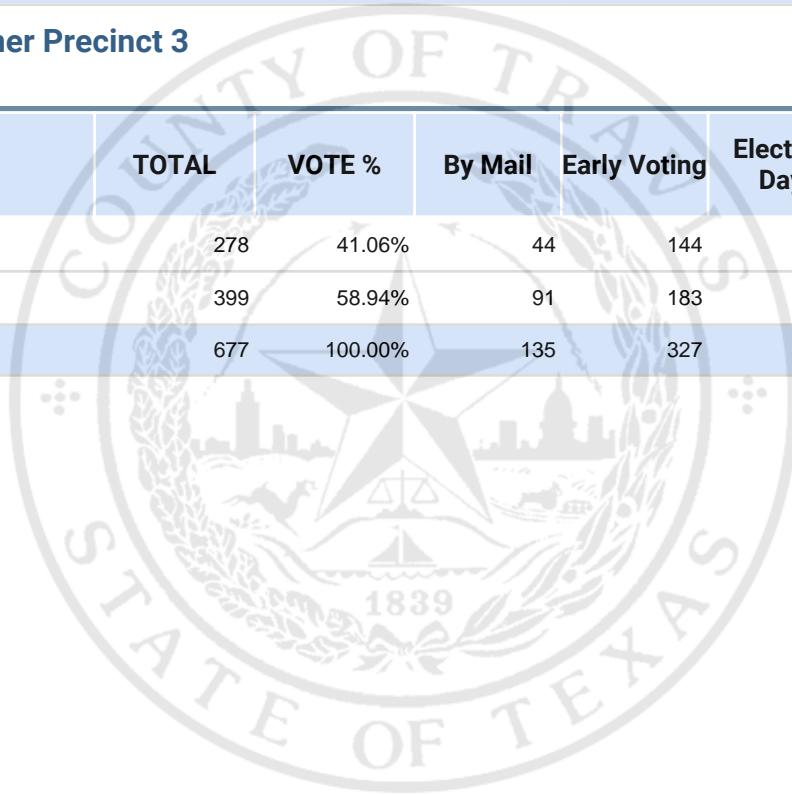 ner Precinct 3
TOTAL VOTE % By Mail Early Voting Elect
Da
278 41.06% 44 144
399 58.94% 91 183
677 100.00% 135 327
COUNTY OF TRAVIS
1839
STATE OF TEXAS